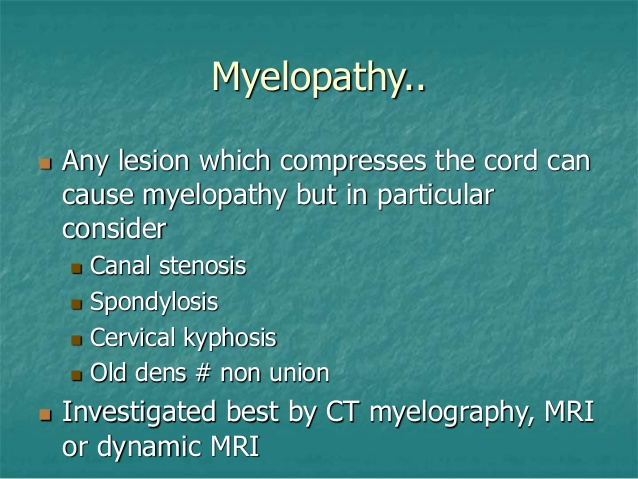 Myelopathy..
Any lesion which compresses the cord can
cause myelopathy but in particular
consider
Canal stenosis
Spondylosis
Cervical kyphosis
Old dens # non union
Investigated best by CT myelography, MRI
or dynamic MRI